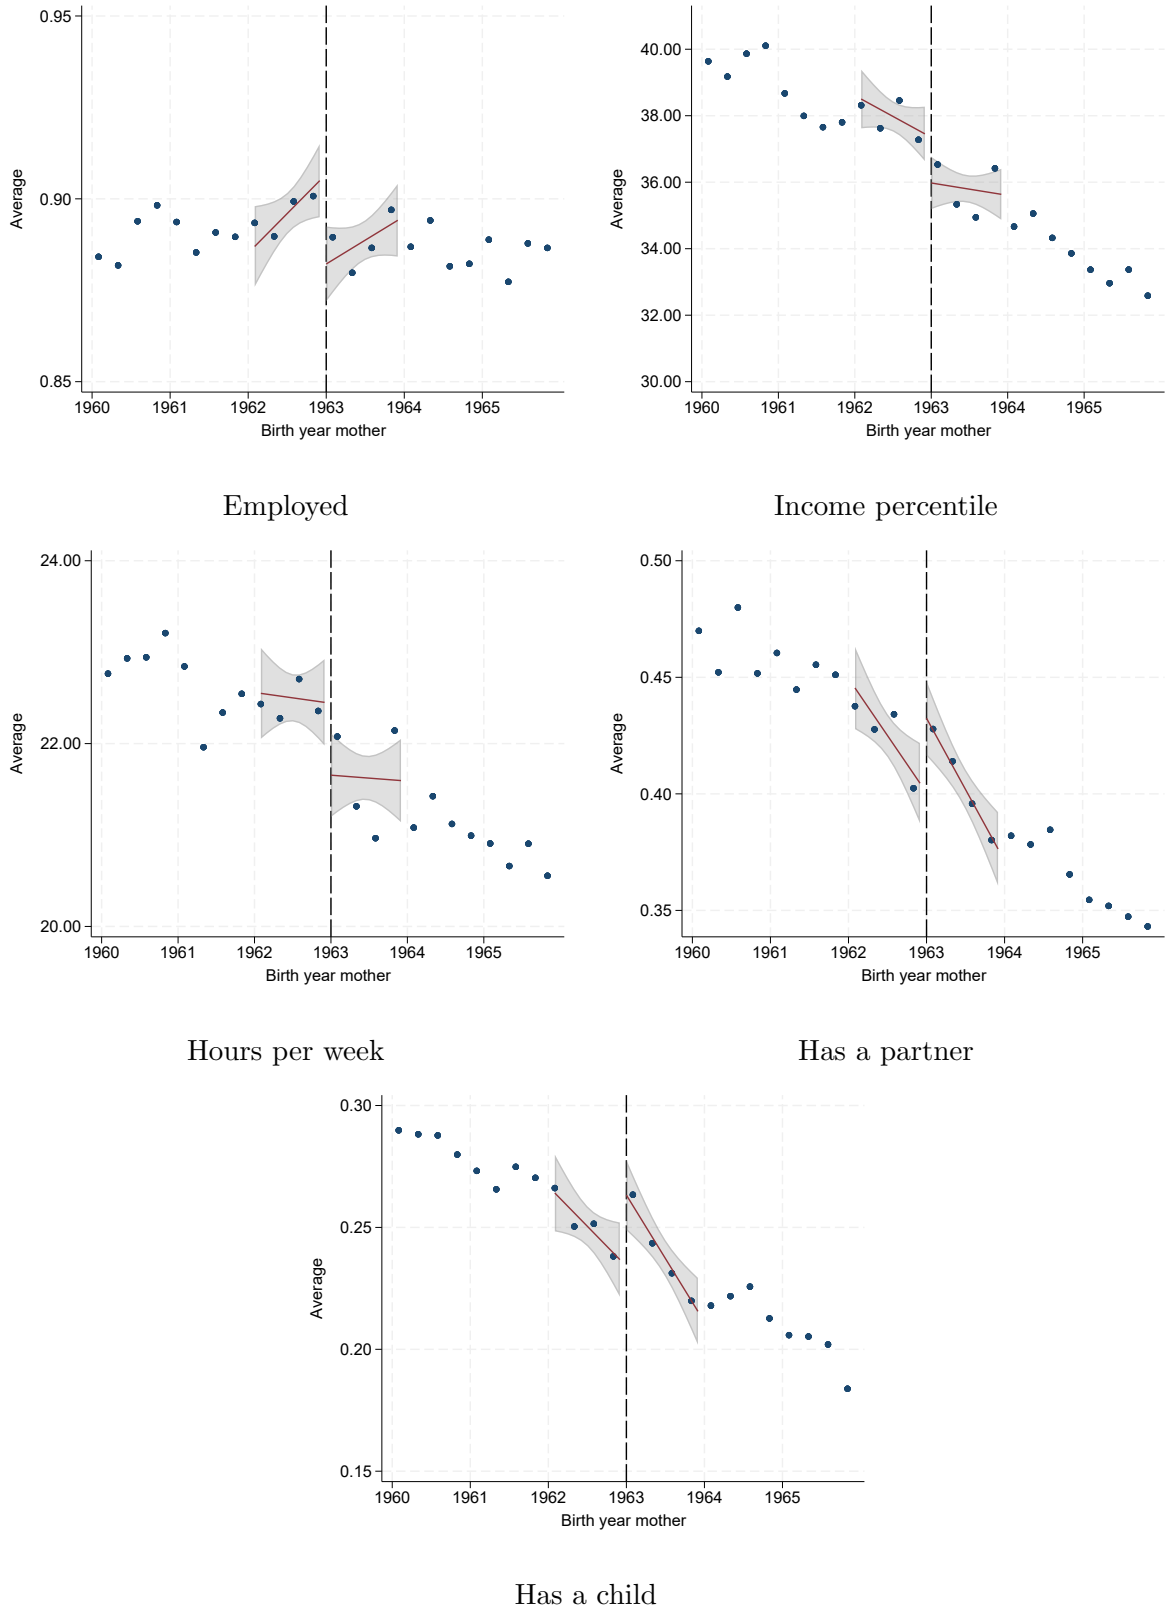 0.95
0.90
0.85
Average
1960 1961 1962 1963 1964 1965
Birth year mother
Employed
40.00
38.00
36.00
34.00
32.00
30.00
Average
1960 1961 1962 1963 1964 1965
Birth year mother
Income percentile
24.00
22.00
20.00
Average
1960 1961 1962 1963 1964 1965
Birth year mother
Hours per week
0.50
0.45
0.40
0.35
Average
1960 1961 1962 1963 1964 1965
Birth year mother
Has a partner
0.30
0.25
0.20
0.15
Average
1960 1961 1962 1963 1964 1965
Birth year mother
Has a child